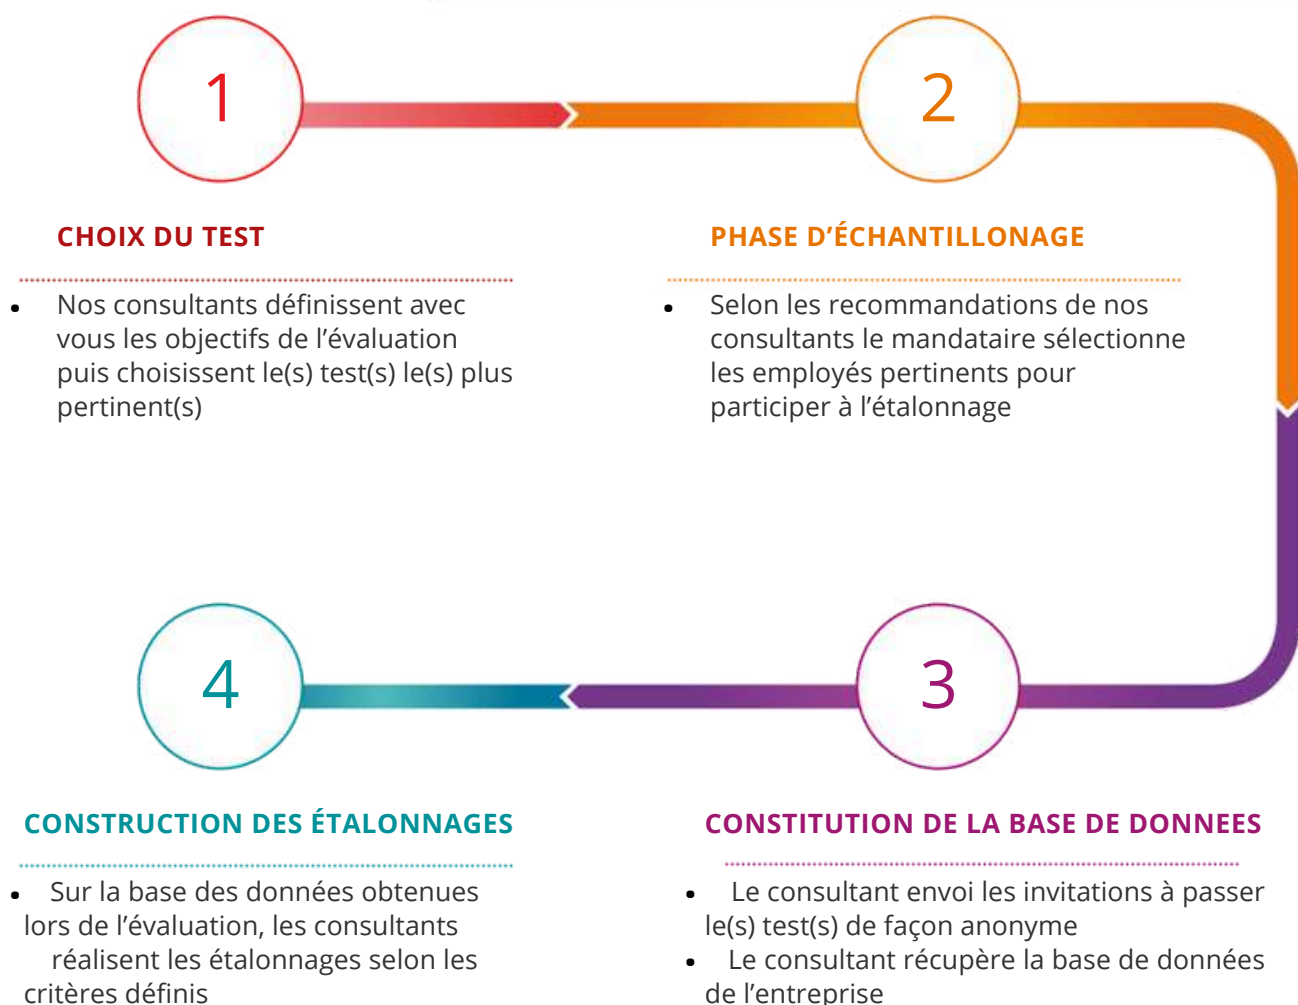 1
2
CHOIX DU TEST
• Nos consultants définissent avec
vous les objectifs de l’évaluation
puis choisissent le(s) test(s) le(s) plus
pertinent(s)
PHASE D’ÉCHANTILLONAGE
• Selon les recommandations de nos
consultants le mandataire sélectionne
les employés pertinents pour
participer à l’étalonnage
3
CONSTITUTION DE LA BASE DE DONNEES
• Le consultant envoi les invitations à passer
le(s) test(s) de façon anonyme
• Le consultant récupère la base de données
de l’entreprise
4
CONSTRUCTION DES ÉTALONNAGES
• Sur la base des données obtenues
lors de l’évaluation, les consultants
réalisent les étalonnages selon les
critères définis